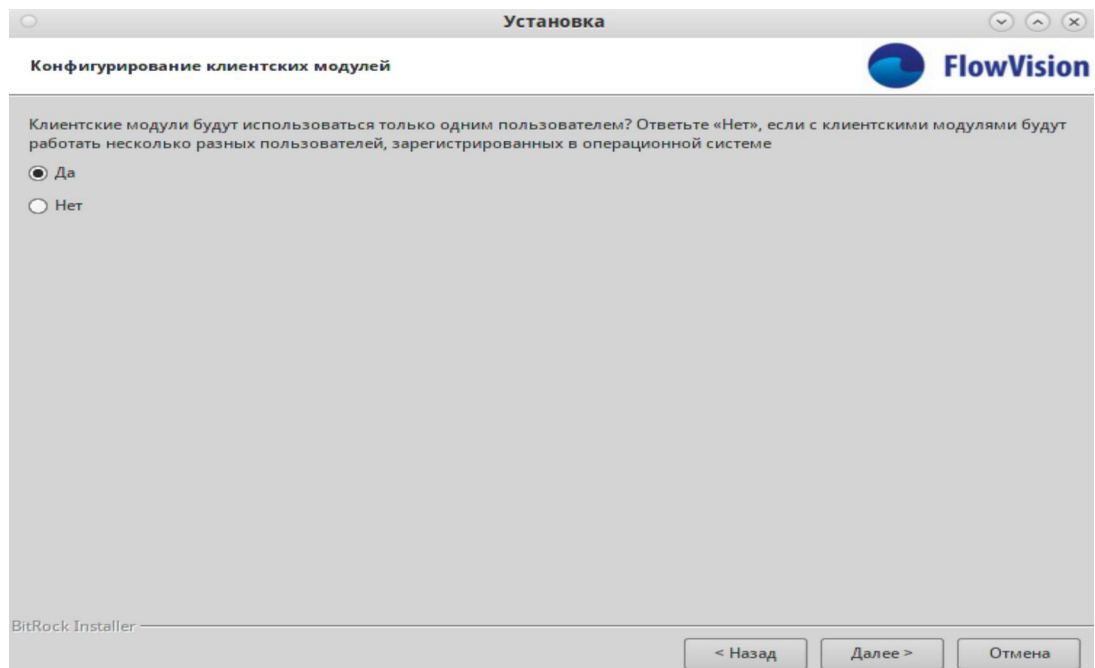 Установка
Конфигурирование клиентских модулей
FlowVision
Клиентские модули будут использоваться только одним пользователем? Ответьте «Нет», если с клиентскими модулями будут
работать несколько разных пользователей, зарегистрированных в операционной системе
Да
Нет
BitRock Installer
< Назад
Далее >
Отмена